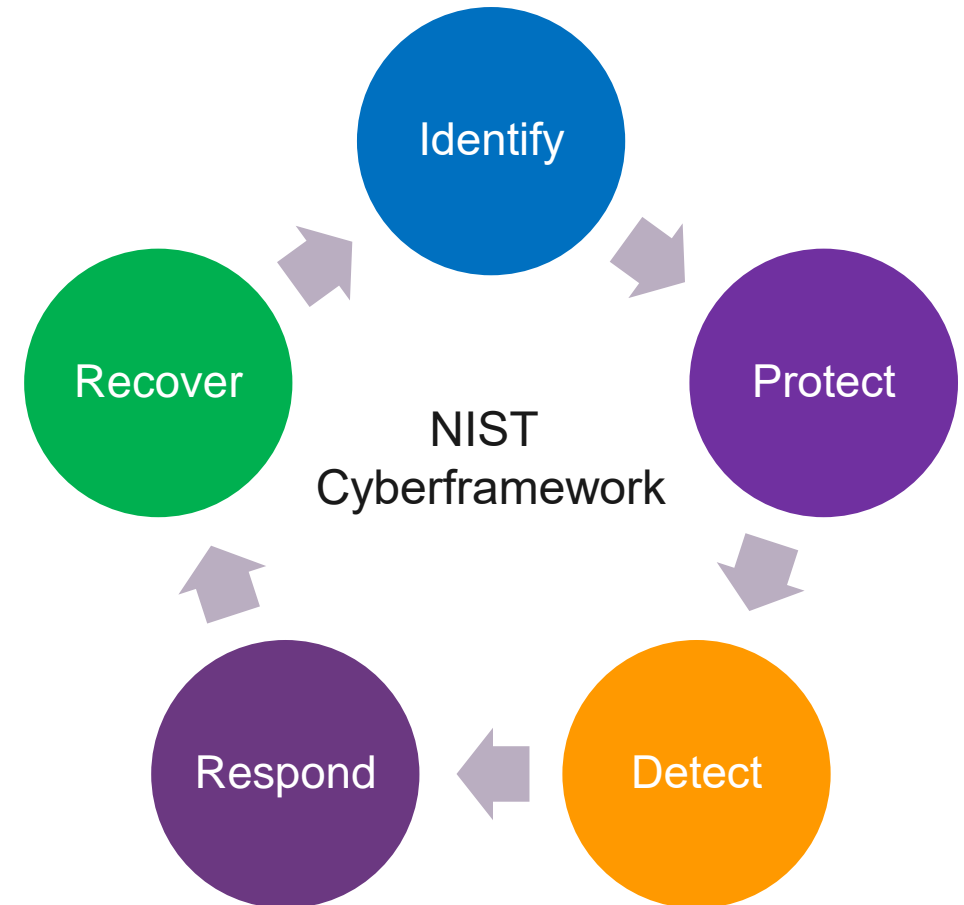 Identify
Protect
Detect
Respond
Recover
NIST
Cyberframework